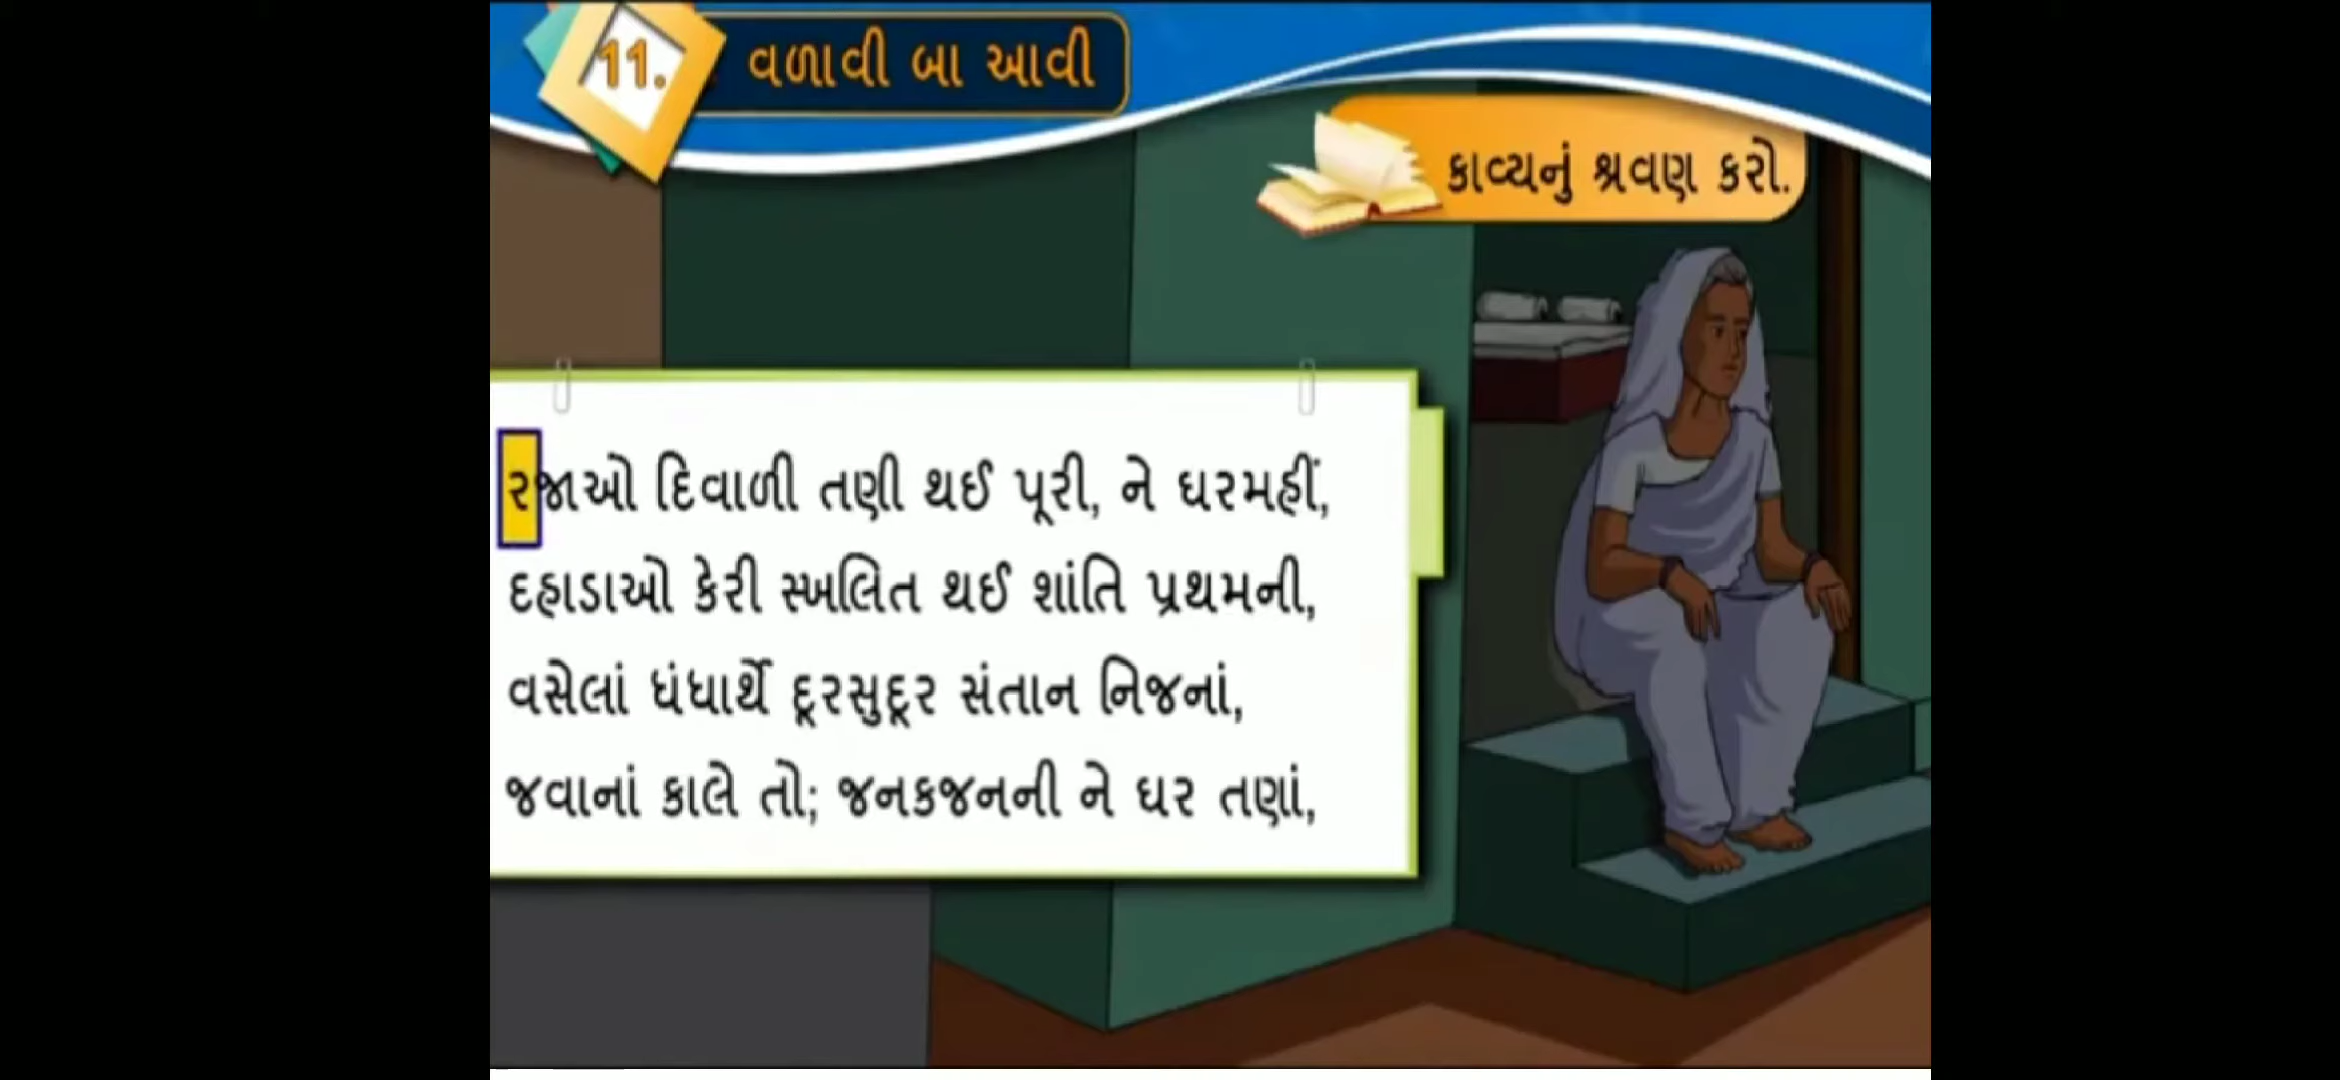 11. વળાવી બા આવી
કાવ્યનું શ્રવણ કરો.
રજાઓ દિવાળી તણી થઈ પૂરી, ને ઘરમહીં,
દહાડાઓ કેરી સ્ખલિત થઈ શાંતિ પ્રથમની,
વસેલાં ધંધાર્થે દૂરસુદૂર સંતાન નિજનાં,
જવાનાં કાલે તો; જનકજનની ને ઘર તણાં,